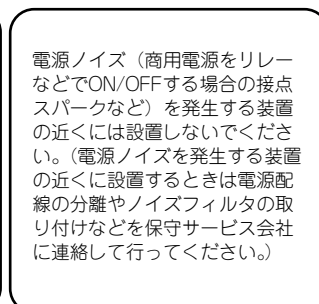 電源ノイズ（商用電源をリレー
などでON/OFFする場合の接点
スパークなど）を発生する装置
の近くには設置しないでくださ
い。（電源ノイズを発生する装置
の近くに設置するときは電源配
線の分離やノイズフィルタの取
り付けなどを保守サービス会社
に連絡して行ってください。）